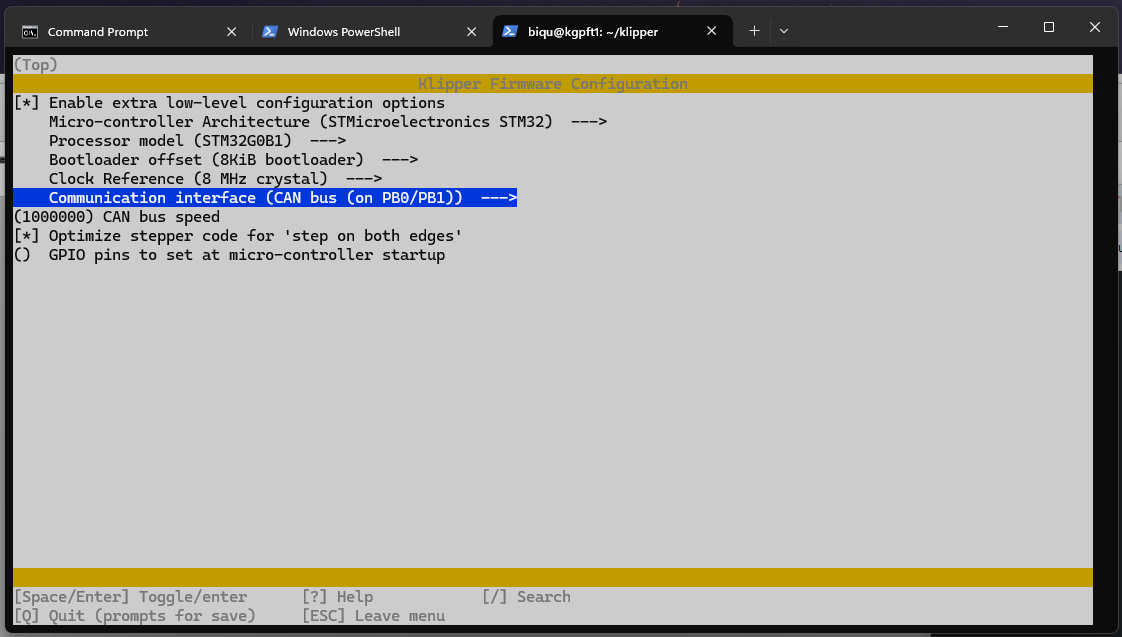 Command Prompt
Windows PowerShell
biqu@kgpft1: ~/klipper
(Top)
Klipper Firmware Configuration
[*] Enable extra low-level configuration options
Micro-controller Architecture (STMicroelectronics STM32) --->
Processor model (STM32G0B1) --->
Bootloader offset (8KiB bootloader) --->
Clock Reference (8 MHz crystal) --->
Communication interface (CAN bus (on PB0/PB1)) --->
(1000000) CAN bus speed
[*] Optimize stepper code for 'step on both edges'
() GPIO pins to set at micro-controller startup
[Space/Enter] Toggle/enter [?] Help [/] Search
[Q] Quit (prompts for save) [ESC] Leave menu